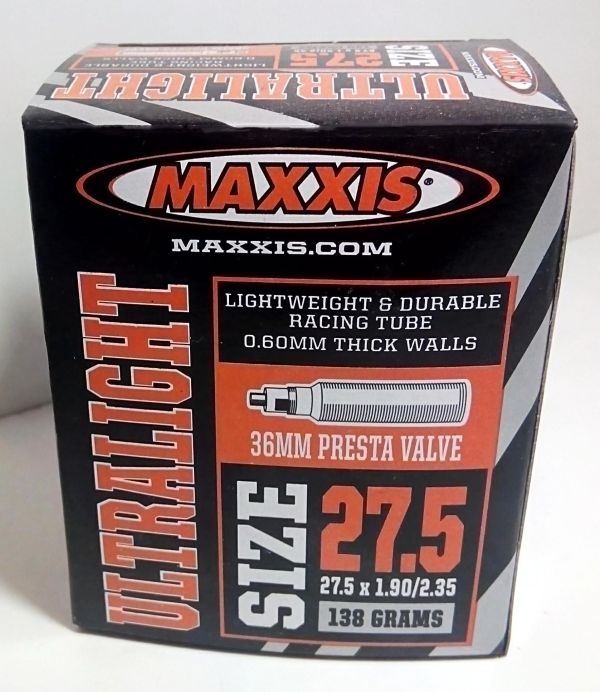 MAXXIS
ULTRALIGHT
SIZE
27.5
MAXXIS®
MAXXIS.COM
ULTRALIGHT
LIGHTWEIGHT & DURABLE
RACING TUBE
0.60MM THICK WALLS
36MM PRESTA VALVE
SIZE
27.5
27.5 x 1.90/2.35
138 GRAMS